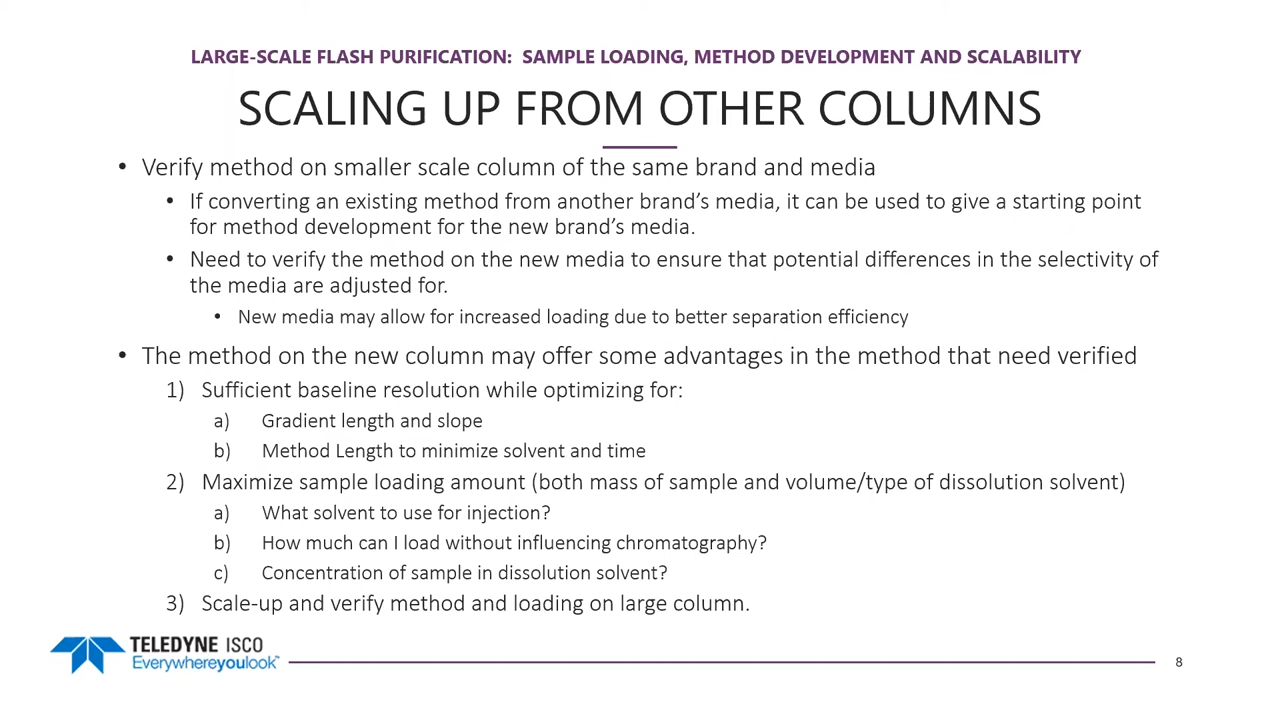 LARGE-SCALE FLASH PURIFICATION: SAMPLE LOADING, METHOD DEVELOPMENT AND SCALABILITY
SCALING UP FROM OTHER COLUMNS
• Verify method on smaller scale column of the same brand and media
• If converting an existing method from another brand’s media, it can be used to give a starting point
for method development for the new brand’s media.
• Need to verify the method on the new media to ensure that potential differences in the selectivity of
the media are adjusted for.
• New media may allow for increased loading due to better separation efficiency
• The method on the new column may offer some advantages in the method that need verified
1) Sufficient baseline resolution while optimizing for:
a) Gradient length and slope
b) Method Length to minimize solvent and time
2) Maximize sample loading amount (both mass of sample and volume/type of dissolution solvent)
a) What solvent to use for injection?
b) How much can I load without influencing chromatography?
c) Concentration of sample in dissolution solvent?
3) Scale-up and verify method and loading on large column.
TELEDYNE ISCO
Everywhereyoulook™
8